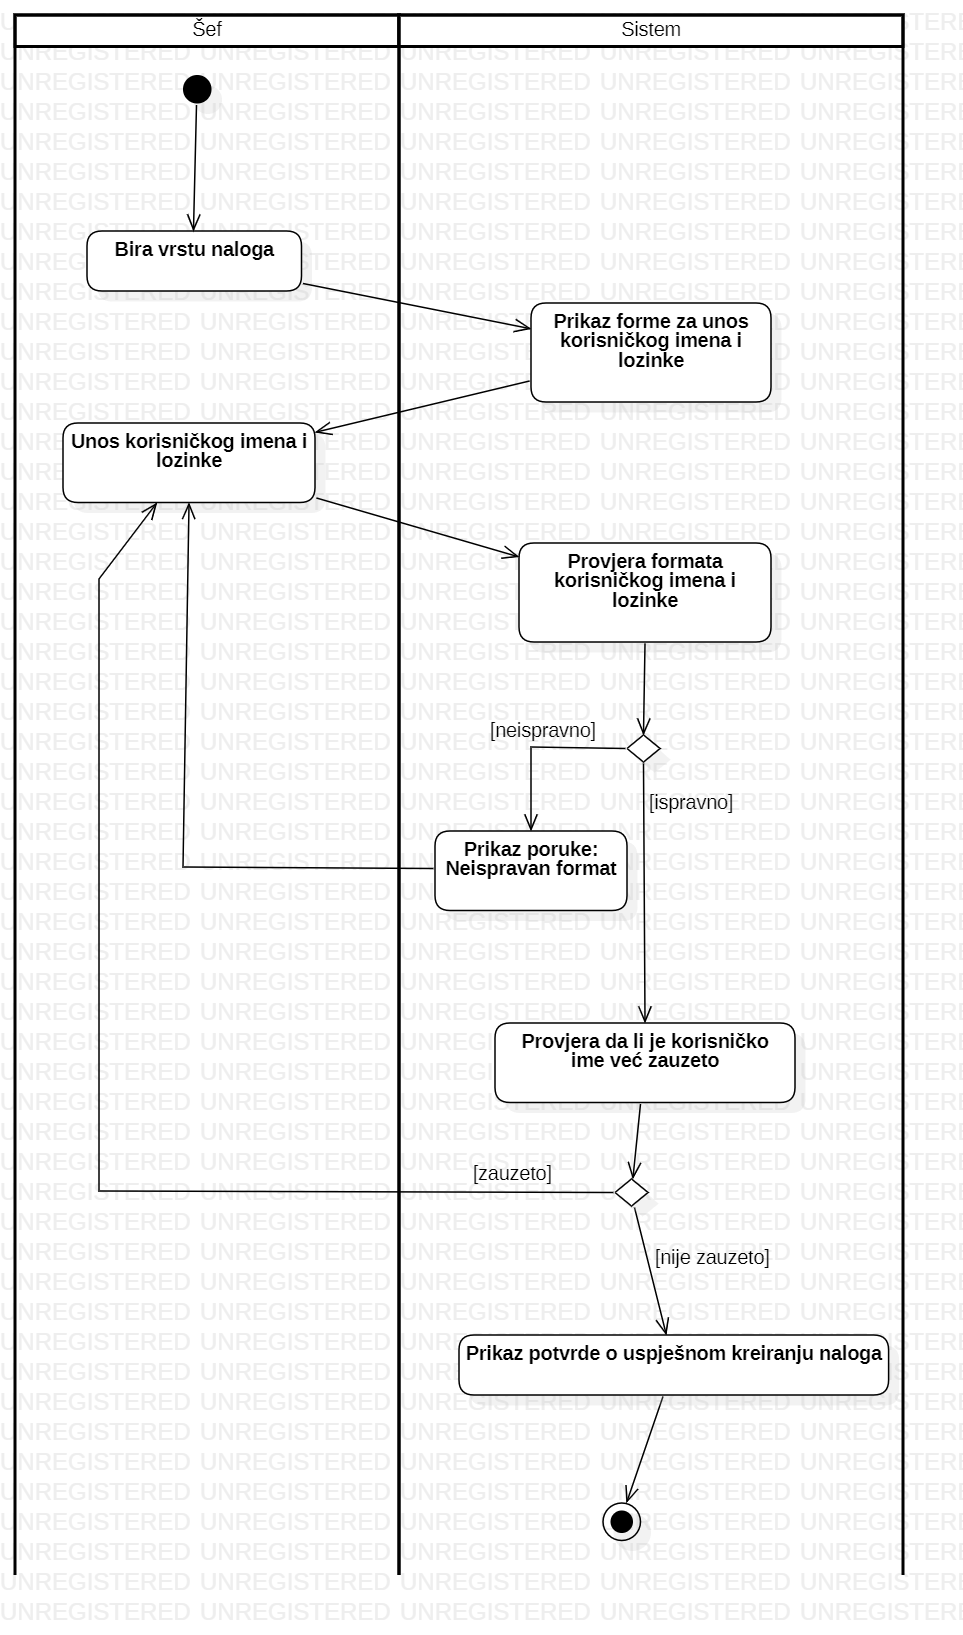 Šef
Sistem
Bira vrstu naloga
Prikaz forme za unos
korisničkog imena i
lozinke
Unos korisničkog imena i
lozinke
Provjera formata
korisničkog imena i
lozinke
[neispravno]
[ispravno]
Prikaz poruke:
Neispravan format
Provjera da li je korisničko
ime već zauzeto
[zauzeto]
[nije zauzeto]
Prikaz potvrde o uspješnom kreiranju naloga
UNREGISTERED